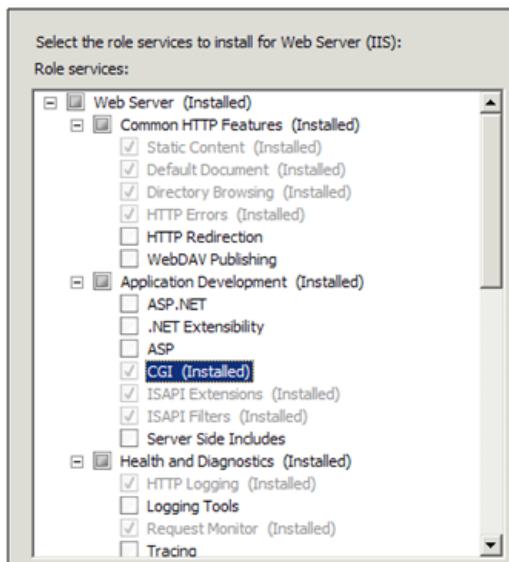 Select the role services to install for Web Server (IIS):
Role services:
Web Server (Installed)
Common HTTP Features (Installed)
Static Content (Installed)
Default Document (Installed)
Directory Browsing (Installed)
HTTP Errors (Installed)
HTTP Redirection
WebDAV Publishing
Application Development (Installed)
ASP.NET
.NET Extensibility
ASP
CGI (Installed)
ISAPI Extensions (Installed)
ISAPI Filters (Installed)
Server Side Includes
Health and Diagnostics (Installed)
HTTP Logging (Installed)
Logging Tools
Request Monitor (Installed)
Tracing